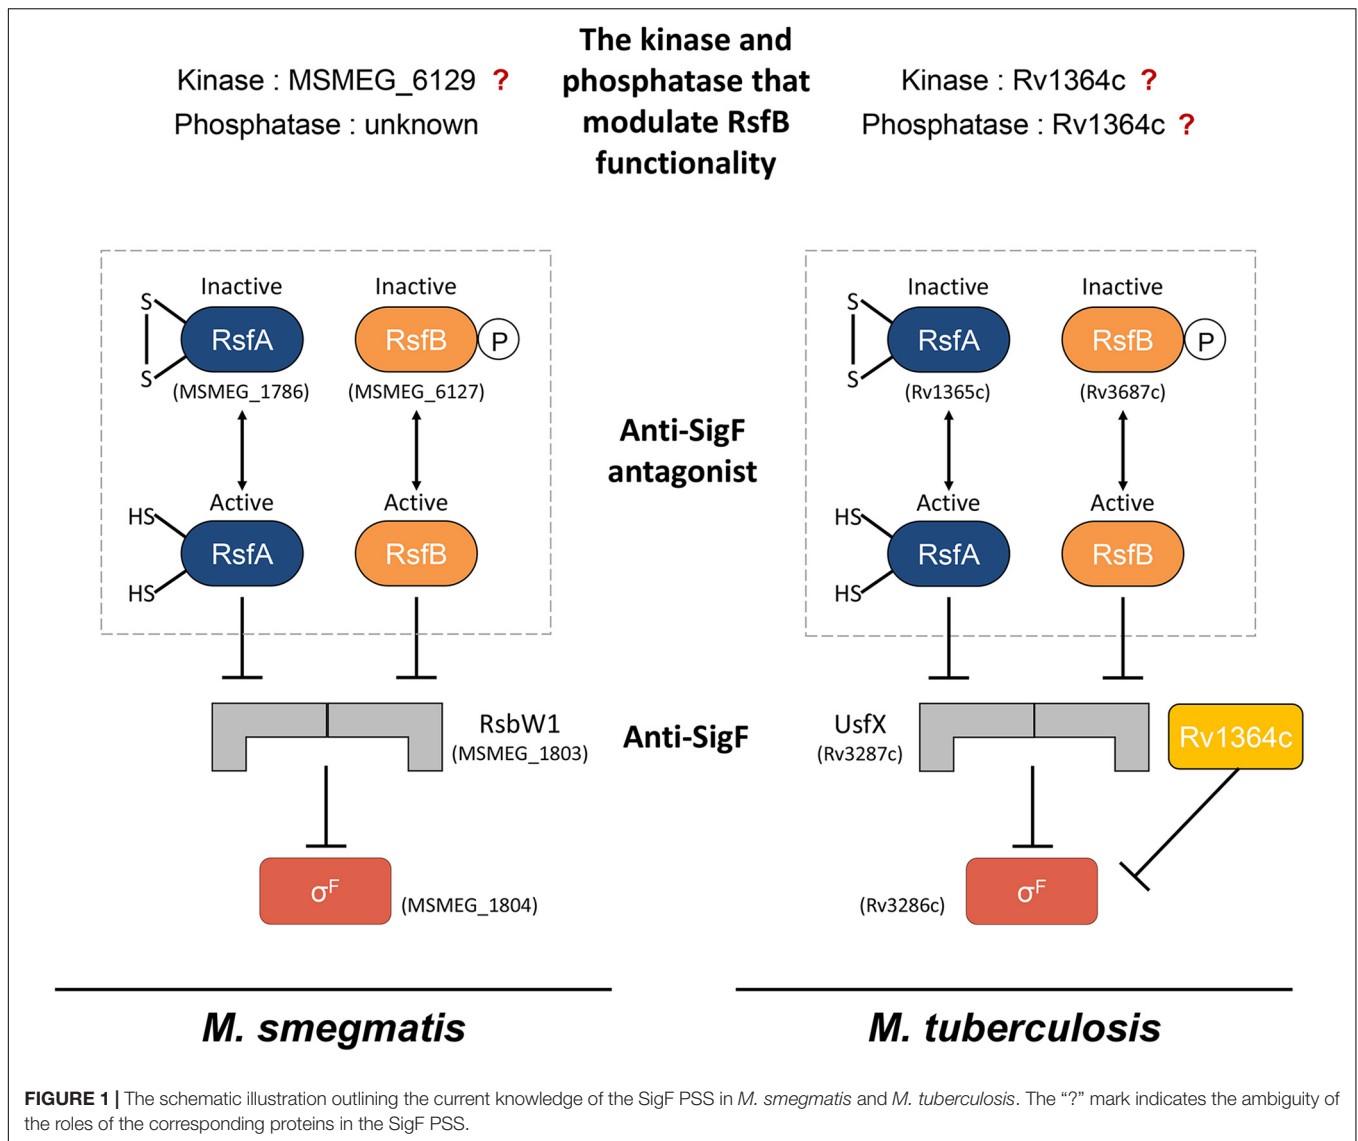 The kinase and
phosphatase that
modulate RsfB
functionality
Kinase : MSMEG_6129 ?
Phosphatase : unknown
Kinase : Rv1364c ?
Phosphatase : Rv1364c ?
Inactive
Inactive
S
S
RsfA
RsfB
P
(MSMEG_1786)
(MSMEG_6127)
Active
Active
HS
HS
RsfA
RsfB
Anti-SigF
antagonist
Inactive
Inactive
S
S
RsfA
RsfB
P
(Rv1365c)
(Rv3687c)
Active
Active
HS
HS
RsfA
RsfB
RsbW1
(MSMEG_1803)
Anti-SigF
UsfX
(Rv3287c)
Rv1364c
σF
(MSMEG_1804)
(Rv3286c)
σF
M. smegmatis
M. tuberculosis
FIGURE 1 | The schematic illustration outlining the current knowledge of the SigF PSS in M. smegmatis and M. tuberculosis. The “?” mark indicates the ambiguity of
the roles of the corresponding proteins in the SigF PSS.